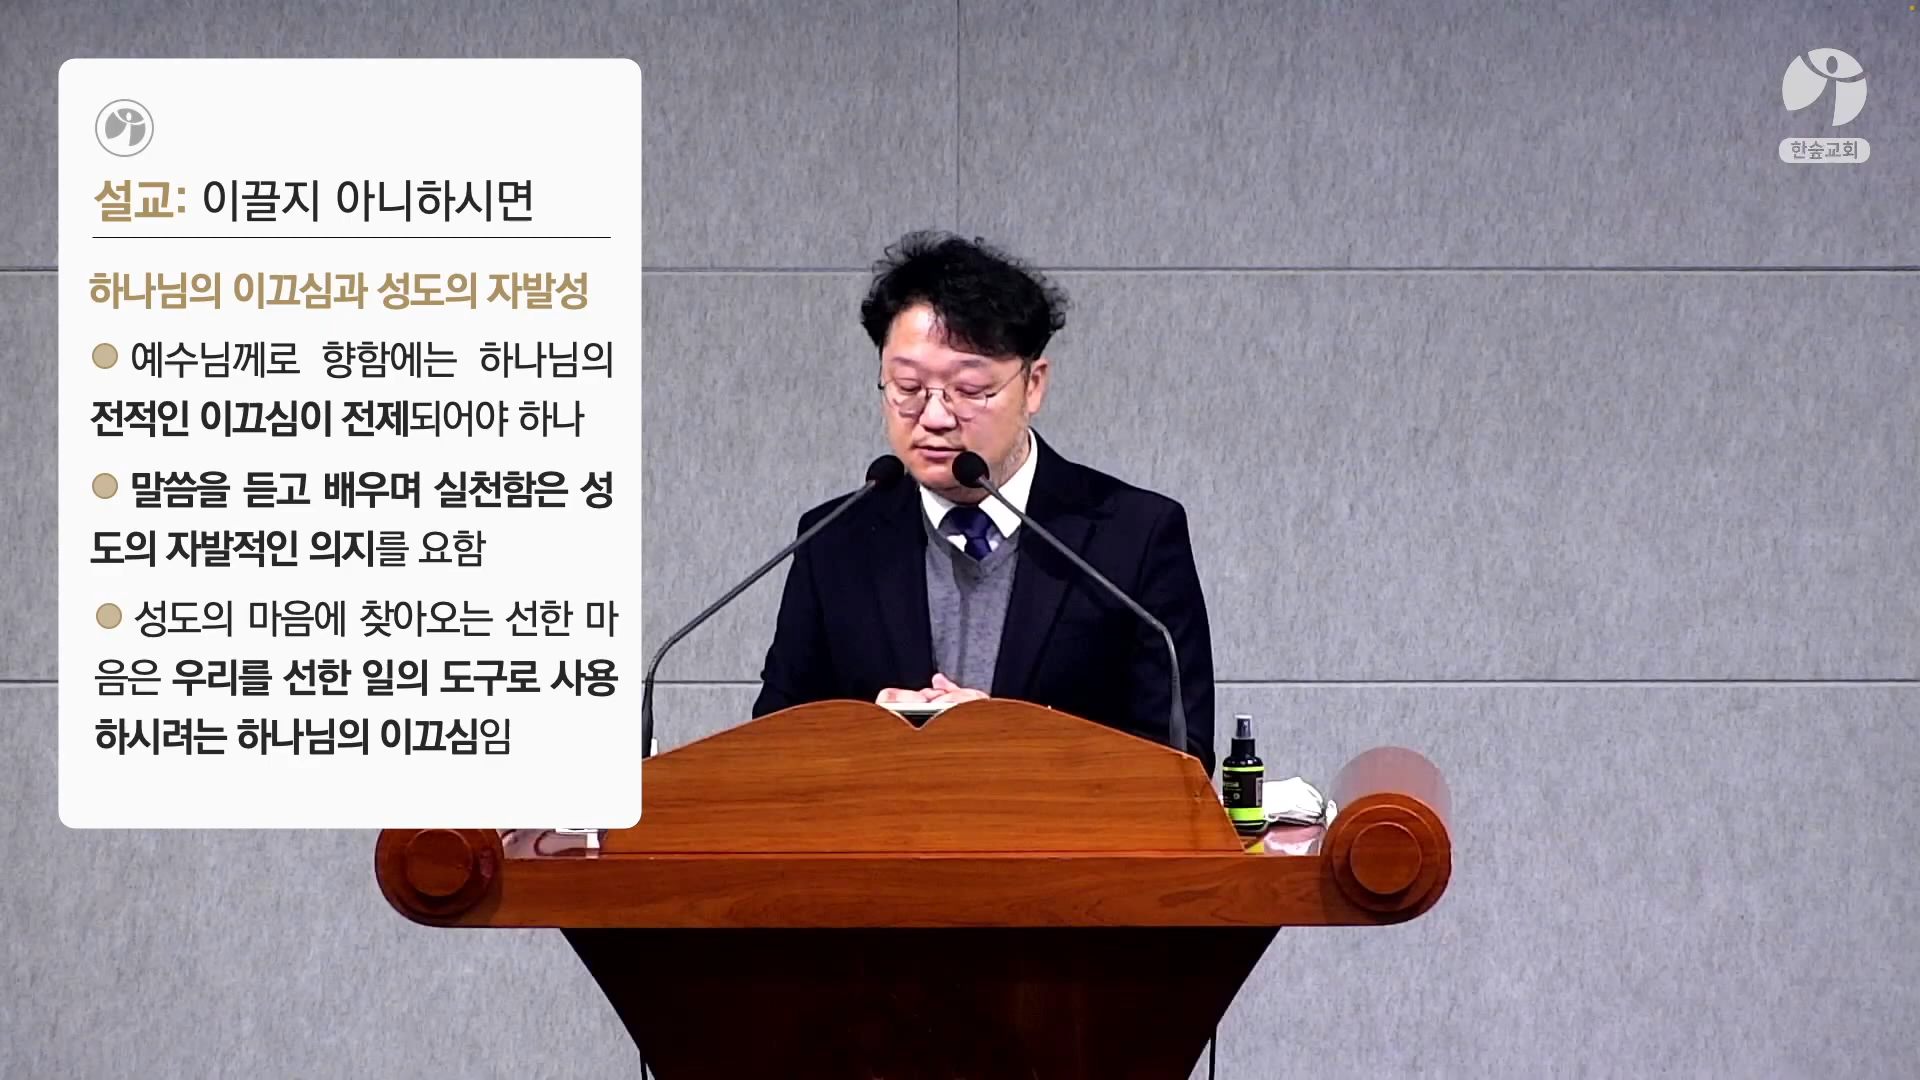 한숲교회
설교: 이끌지 아니하시면
하나님의 이끄심과 성도의 자발성
예수님께로 향함에는 하나님의
전적인 이끄심이 전제되어야 하나
말씀을 듣고 배우며 실천함은 성
도의 자발적인 의지를 요함
성도의 마음에 찾아오는 선한 마
음은 우리를 선한 일의 도구로 사용
하시려는 하나님의 이끄심임